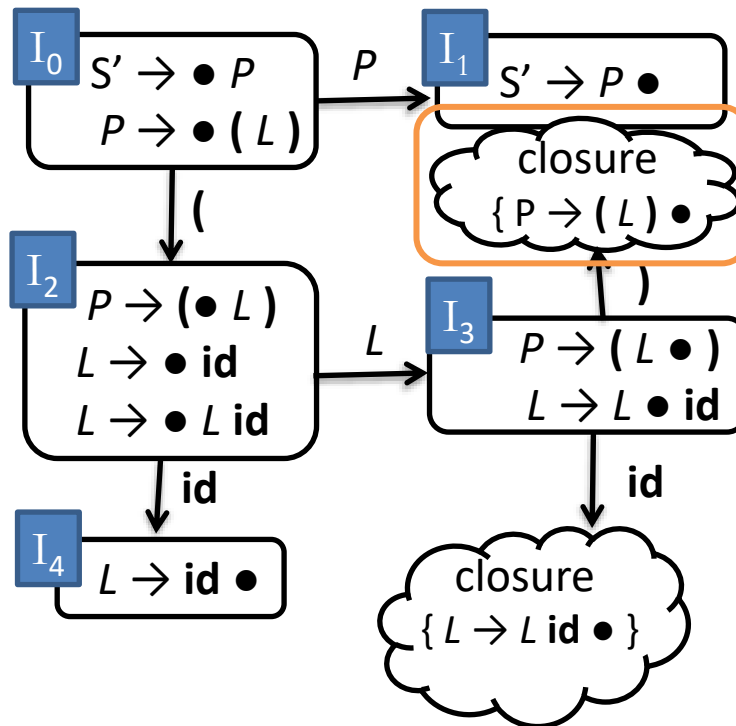 I₀
S' → ● P
P → ● ( L )
P
I₁
S' → P ●
closure
{ P → ( L ) ●
(
)
I₂
P → (● L )
L → ● id
L → ● L id
L
I₃
P → ( L ● )
L → L ● id
id
id
I₄
L → id ●
closure
{ L → L id ● }